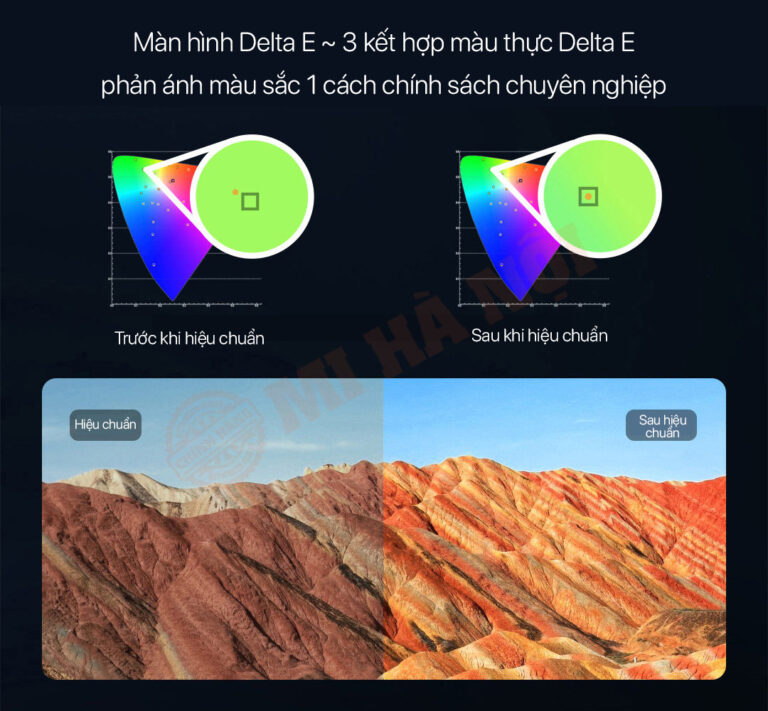 Màn hình Delta E ~ 3 kết hợp màu thực Delta E
phản ánh màu sắc 1 cách chính sách chuyên nghiệp
Trước khi hiệu chuẩn
Sau khi hiệu chuẩn
MI HÀ NỘI
Hiệu chuẩn
Sau hiệu
chuẩn